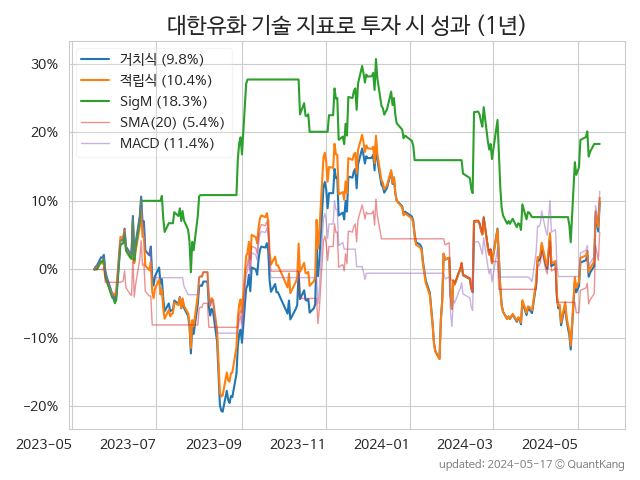 대한유화 기술 지표로 투자 시 성과 (1년)
거치식 (9.8%)
적립식 (10.4%)
SigM (18.3%)
SMA(20) (5.4%)
MACD (11.4%)
30%
20%
10%
0%
−10%
−20%
2023-05
2023-07
2023-09
2023-11
2024-01
2024-03
2024-05
updated: 2024-05-17 © QuantKang